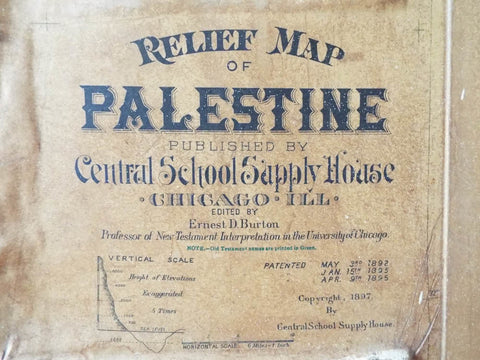 RELIEF MAP
OF
PALESTINE
PUBLISHED BY
Central School Supply House
· CHICAGO · ILL ·
EDITED BY
Ernest D. Burton
Professor of New Testament Interpretation in the University of Chicago.
NOTE.-Old Testament names are printed in Green.
VERTICAL SCALE
Height of Elevations
Exaggerated
5 Times
SEA LEVEL
HORIZONTAL SCALE
PATENTED MAY 3RD 1892
JAN. 15TH 1895
APR. 9TH 1895
Copyright, 1897,
By
Central School Supply House.